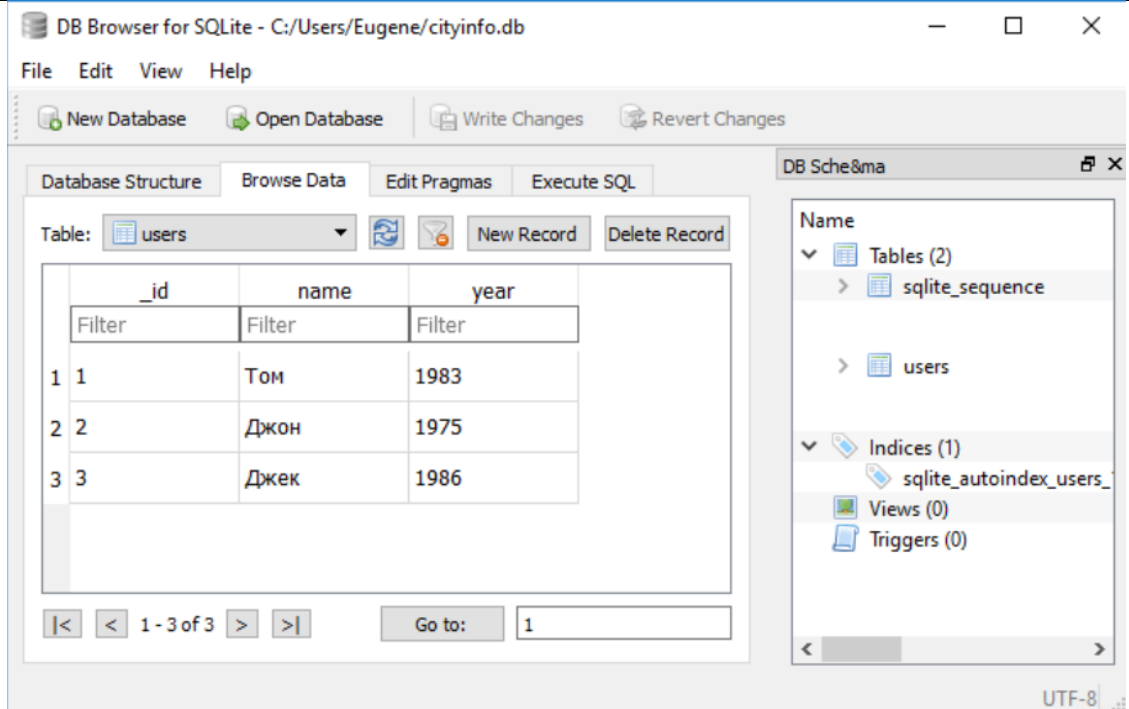 DB Browser for SQLite - C:/Users/Eugene/cityinfo.db
File Edit View Help
New Database Open Database Write Changes Revert Changes
Database Structure Browse Data Edit Pragmas Execute SQL
Table: users New Record Delete Record
_id name year
Filter Filter Filter
1 1 Том 1983
2 2 Джон 1975
3 3 Джек 1986
|< < 1 - 3 of 3 > >| Go to: 1
DB Sche&ma
Name
Tables (2)
sqlite_sequence
users
Indices (1)
sqlite_autoindex_users_
Views (0)
Triggers (0)
UTF-8